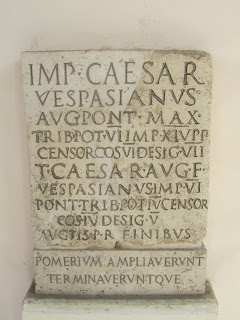 IMP·CAESAR
VESPASIANVS
AVG·PONT·MAX
TRIB·POT·VI·IMP·XIV·P·P
CENSOR·COS·VI·DESIG·VII
T·CAESAR·AVG·F
VESPASIANVS·IMP·VI
PONT·TRIB·POT·IV·CENSOR
COS·IV·DESIG·V
AVCTIS·P·R·FINIBVS
POMERIVM AMPLIAVERVNT
TERMINAVERVNTQVE